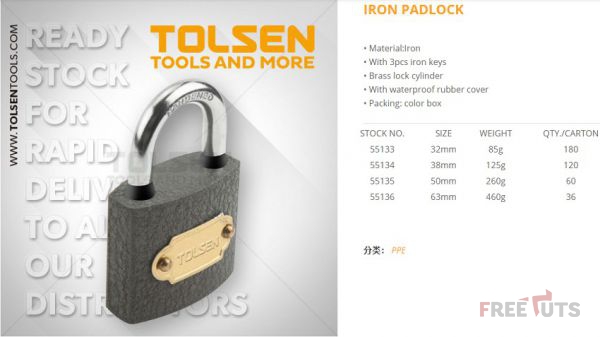 WWW.TOLSENTOOLS.COM
READY
STOCK
FOR
RAPID
TO
OUR
TOLSEN
TOOLS AND MORE
HARDENED
TOLSEN
IRON PADLOCK
• Material:Iron
• With 3pcs iron keys
• Brass lock cylinder
• With waterproof rubber cover
• Packing: color box
STOCK NO. SIZE WEIGHT QTY./CARTON
55133 32mm 85g 180
55134 38mm 125g 120
55135 50mm 260g 60
55136 63mm 460g 36
分类： PPE
FREETUTS